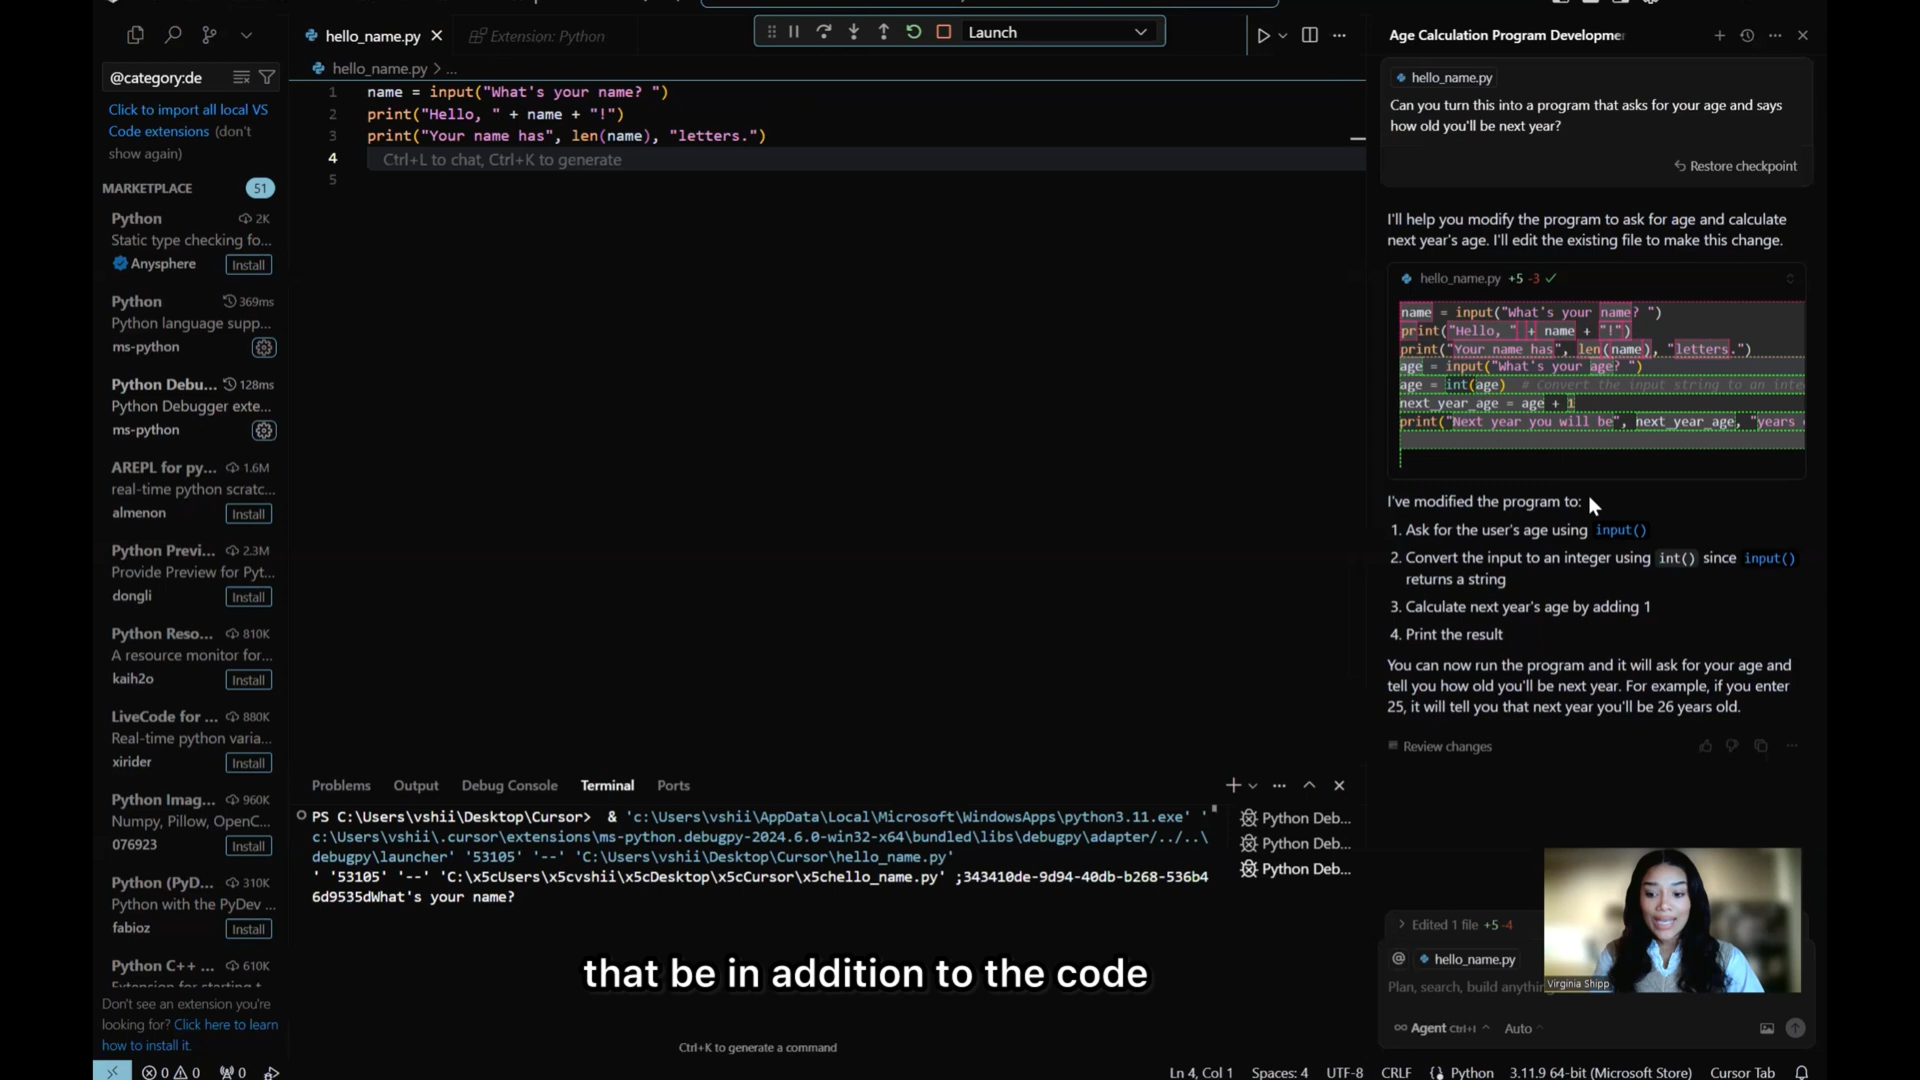 hello_name.py
Extension: Python
Launch
Age Calculation Program Developme
@category:de
hello_name.py > ...
Click to import all local VS
Code extensions (don't
show again)
MARKETPLACE 51
Python 2K
Static type checking fo...
Anysphere Install
Python 369ms
Python language supp...
ms-python
Python Debu... 128ms
Python Debugger exte...
ms-python
AREPL for py... 1.6M
real-time python scratc...
almenon Install
Python Previ... 2.3M
Provide Preview for Pyt...
dongli Install
Python Reso... 810K
A resource monitor for...
kaih2o Install
LiveCode for ... 880K
Real-time python varia...
xirider Install
Python Imag... 960K
Numpy, Pillow, OpenC...
076923 Install
Python (PyD... 310K
Python with the PyDev ...
fabioz Install
Python C++ ... 610K
Don't see an extension you're
looking for? Click here to learn
how to install it.
1 name = input("What's your name? ")
2 print("Hello, " + name + "!")
3 print("Your name has", len(name), "letters.")
4 Ctrl+L to chat, Ctrl+K to generate
5
Problems Output Debug Console Terminal Ports
PS C:\Users\vshii\Desktop\Cursor> & 'c:\Users\vshii\AppData\Local\Microsoft\WindowsApps\python3.11.exe' '
c:\Users\vshii\.cursor\extensions\ms-python.debugpy-2024.6.0-win32-x64\bundled\libs\debugpy\adapter/../..\
debugpy\launcher' '53105' '--' 'C:\Users\vshii\Desktop\Cursor\hello_name.py'
' '53105' '--' 'C:\x5cUsers\x5cvshii\x5cDesktop\x5cCursor\x5chello_name.py' ;343410de-9d94-40db-b268-536b4
6d9535dWhat's your name?
Python Deb...
Python Deb...
Python Deb...
that be in addition to the code
Ctrl+K to generate a command
hello_name.py
Can you turn this into a program that asks for your age and says
how old you'll be next year?
Restore checkpoint
I'll help you modify the program to ask for age and calculate
next year's age. I'll edit the existing file to make this change.
hello_name.py +5 -3
name = input("What's your name? ")
print("Hello, " + name + "!")
print("Your name has", len(name), "letters.")
age = input("What's your age? ")
age = int(age) # Convert the input string to an inte
next_year_age = age + 1
print("Next year you will be", next_year_age, "years
I've modified the program to:
1. Ask for the user's age using input()
2. Convert the input to an integer using int() since input()
returns a string
3. Calculate next year's age by adding 1
4. Print the result
You can now run the program and it will ask for your age and
tell you how old you'll be next year. For example, if you enter
25, it will tell you that next year you'll be 26 years old.
Review changes
Edited 1 file +5 -4
@ hello_name.py
Plan, search, build anythin
Virginia Shipp
Agent Ctrl+I Auto
0 0 0
Ln 4, Col 1 Spaces: 4 UTF-8 CRLF Python 3.11.9 64-bit (Microsoft Store) Cursor Tab